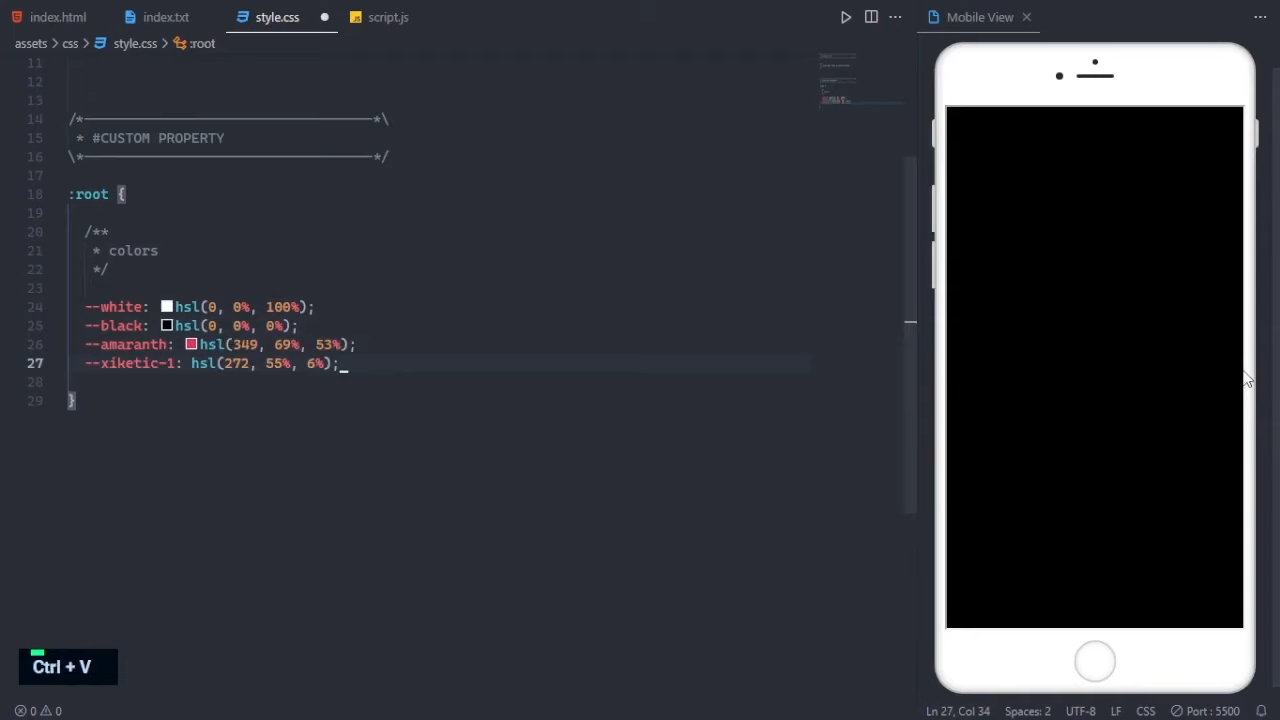 index.html
index.txt
style.css
script.js
Mobile View
assets > css > style.css > :root
11
12
13
14 /*————————————————————————————————————*\
15 * #CUSTOM PROPERTY
16 \*————————————————————————————————————*/
17
18 :root {
19
20 /**
21 * colors
22 */
23
24 --white: hsl(0, 0%, 100%);
25 --black: hsl(0, 0%, 0%);
26 --amaranth: hsl(349, 69%, 53%);
27 --xiketic-1: hsl(272, 55%, 6%);
28
29 }
Ctrl + V
0 0
Ln 27, Col 34 Spaces: 2 UTF-8 LF CSS Port : 5500